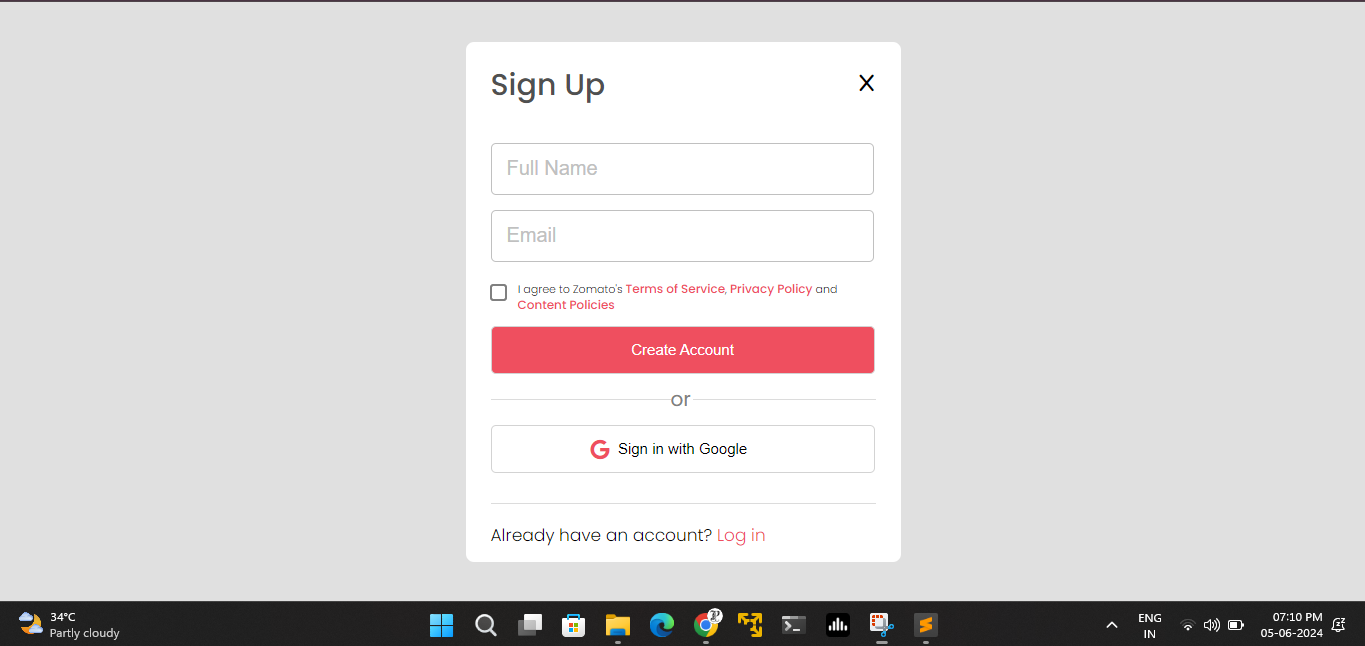 Sign Up
X
Full Name
Email
I agree to Zomato's Terms of Service, Privacy Policy and
Content Policies
Create Account
or
G Sign in with Google
Already have an account? Log in
34°C
Partly cloudy
ENG
IN
07:10 PM
05-06-2024